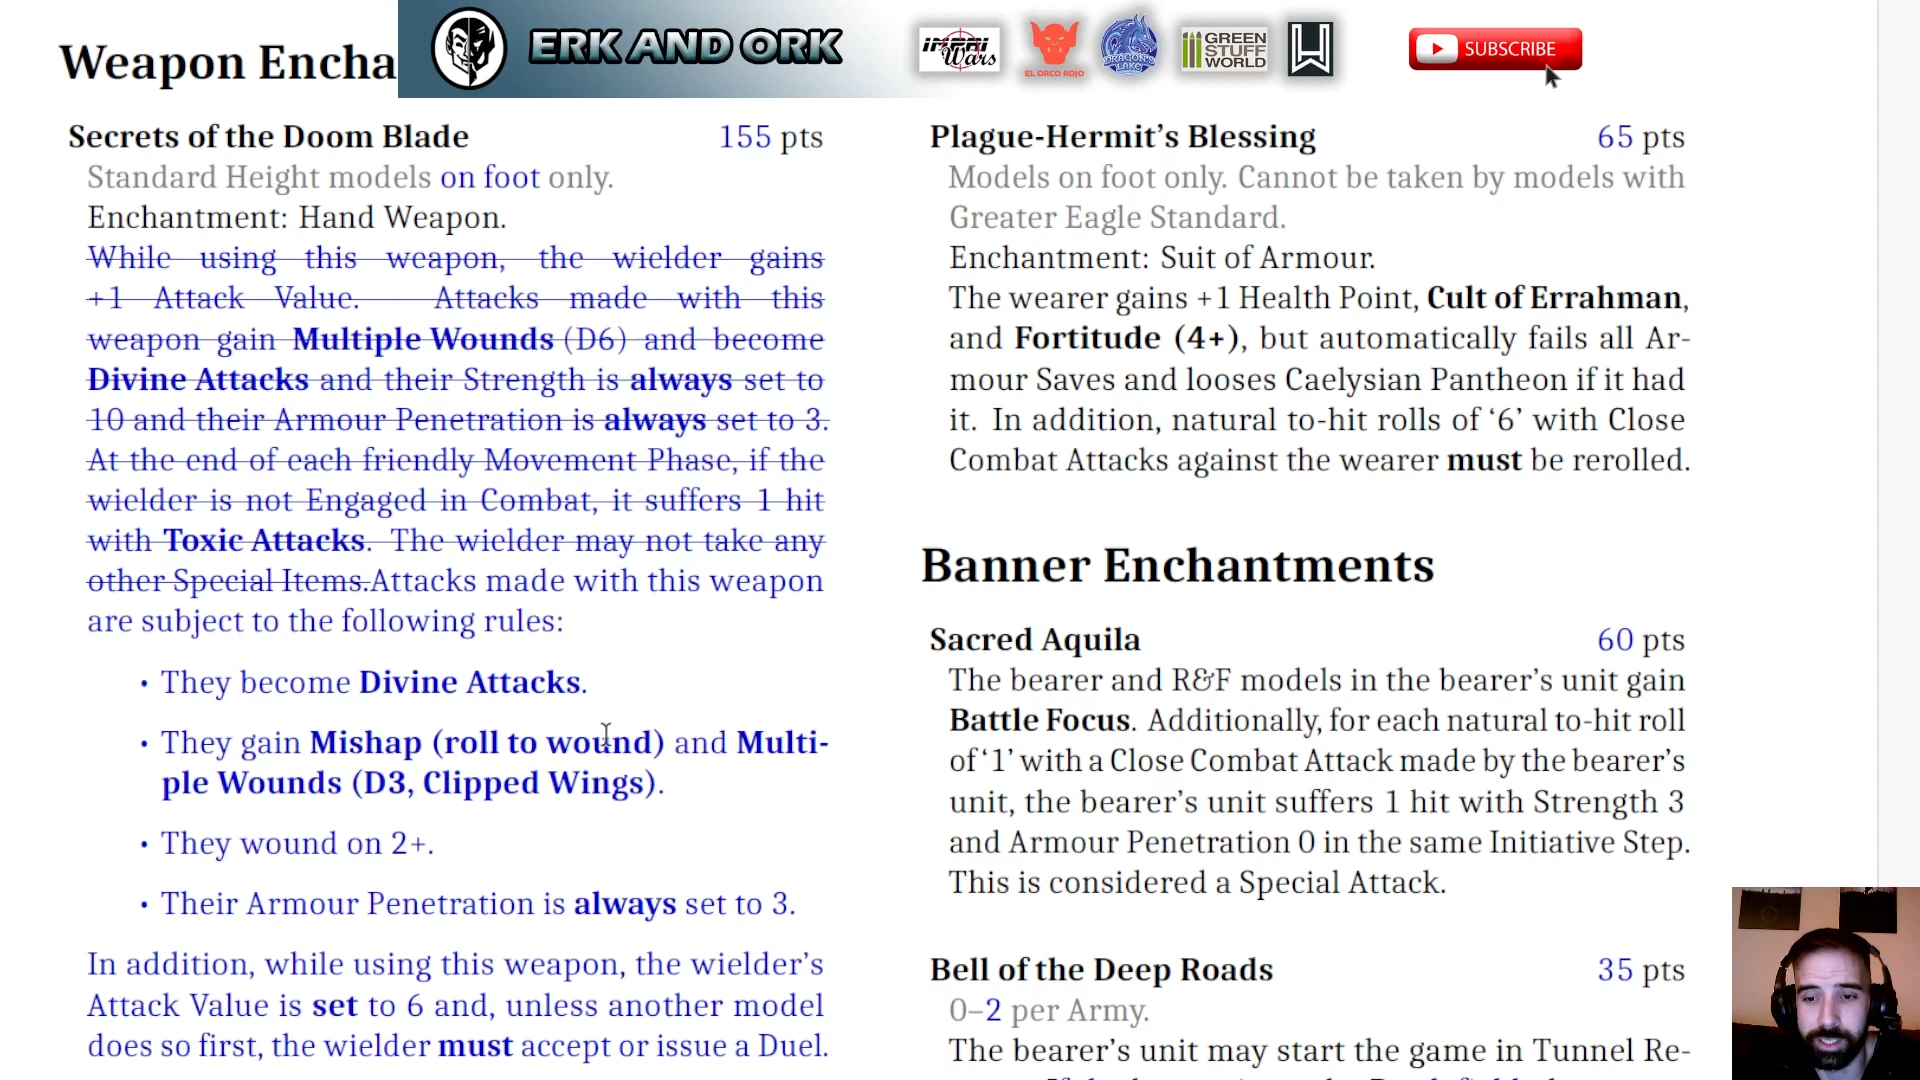 Weapon Encha
ERK AND ORK
IMPAI
Wars
EL ORCO ROJO
DRAGON'S
LAKE
GREEN
STUFF
WORLD
SUBSCRIBE
Secrets of the Doom Blade 155 pts
Standard Height models on foot only.
Enchantment: Hand Weapon.
While using this weapon, the wielder gains
+1 Attack Value. Attacks made with this
weapon gain Multiple Wounds (D6) and become
Divine Attacks and their Strength is always set to
10 and their Armour Penetration is always set to 3.
At the end of each friendly Movement Phase, if the
wielder is not Engaged in Combat, it suffers 1 hit
with Toxic Attacks. The wielder may not take any
other Special Items.Attacks made with this weapon
are subject to the following rules:
• They become Divine Attacks.
• They gain Mishap (roll to wound) and Multi-
ple Wounds (D3, Clipped Wings).
• They wound on 2+.
• Their Armour Penetration is always set to 3.
In addition, while using this weapon, the wielder's
Attack Value is set to 6 and, unless another model
does so first, the wielder must accept or issue a Duel.
Plague-Hermit's Blessing 65 pts
Models on foot only. Cannot be taken by models with
Greater Eagle Standard.
Enchantment: Suit of Armour.
The wearer gains +1 Health Point, Cult of Errahman,
and Fortitude (4+), but automatically fails all Ar-
mour Saves and looses Caelysian Pantheon if it had
it. In addition, natural to-hit rolls of '6' with Close
Combat Attacks against the wearer must be rerolled.
Banner Enchantments
Sacred Aquila 60 pts
The bearer and R&F models in the bearer's unit gain
Battle Focus. Additionally, for each natural to-hit roll
of '1' with a Close Combat Attack made by the bearer's
unit, the bearer's unit suffers 1 hit with Strength 3
and Armour Penetration 0 in the same Initiative Step.
This is considered a Special Attack.
Bell of the Deep Roads 35 pts
0–2 per Army.
The bearer's unit may start the game in Tunnel Re-